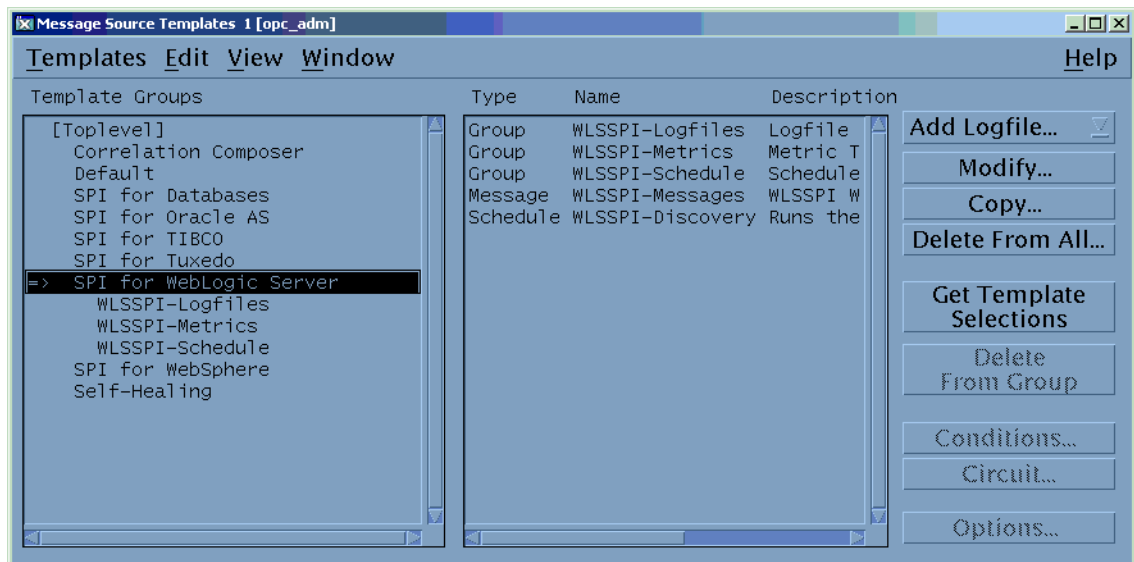 Message Source Templates 1 [opc_adm]
Templates Edit View Window Help
Template Groups
[Toplevel]
Correlation Composer
Default
SPI for Databases
SPI for Oracle AS
SPI for TIBCO
SPI for Tuxedo
=> SPI for WebLogic Server
WLSSPI-Logfiles
WLSSPI-Metrics
WLSSPI-Schedule
SPI for WebSphere
Self-Healing
Type Name Description
Group WLSSPI-Logfiles Logfile
Group WLSSPI-Metrics Metric T
Group WLSSPI-Schedule Schedule
Message WLSSPI-Messages WLSSPI W
Schedule WLSSPI-Discovery Runs the
Add Logfile...
Modify...
Copy...
Delete From All...
Get Template
Selections
Delete
From Group
Conditions...
Circuit...
Options...